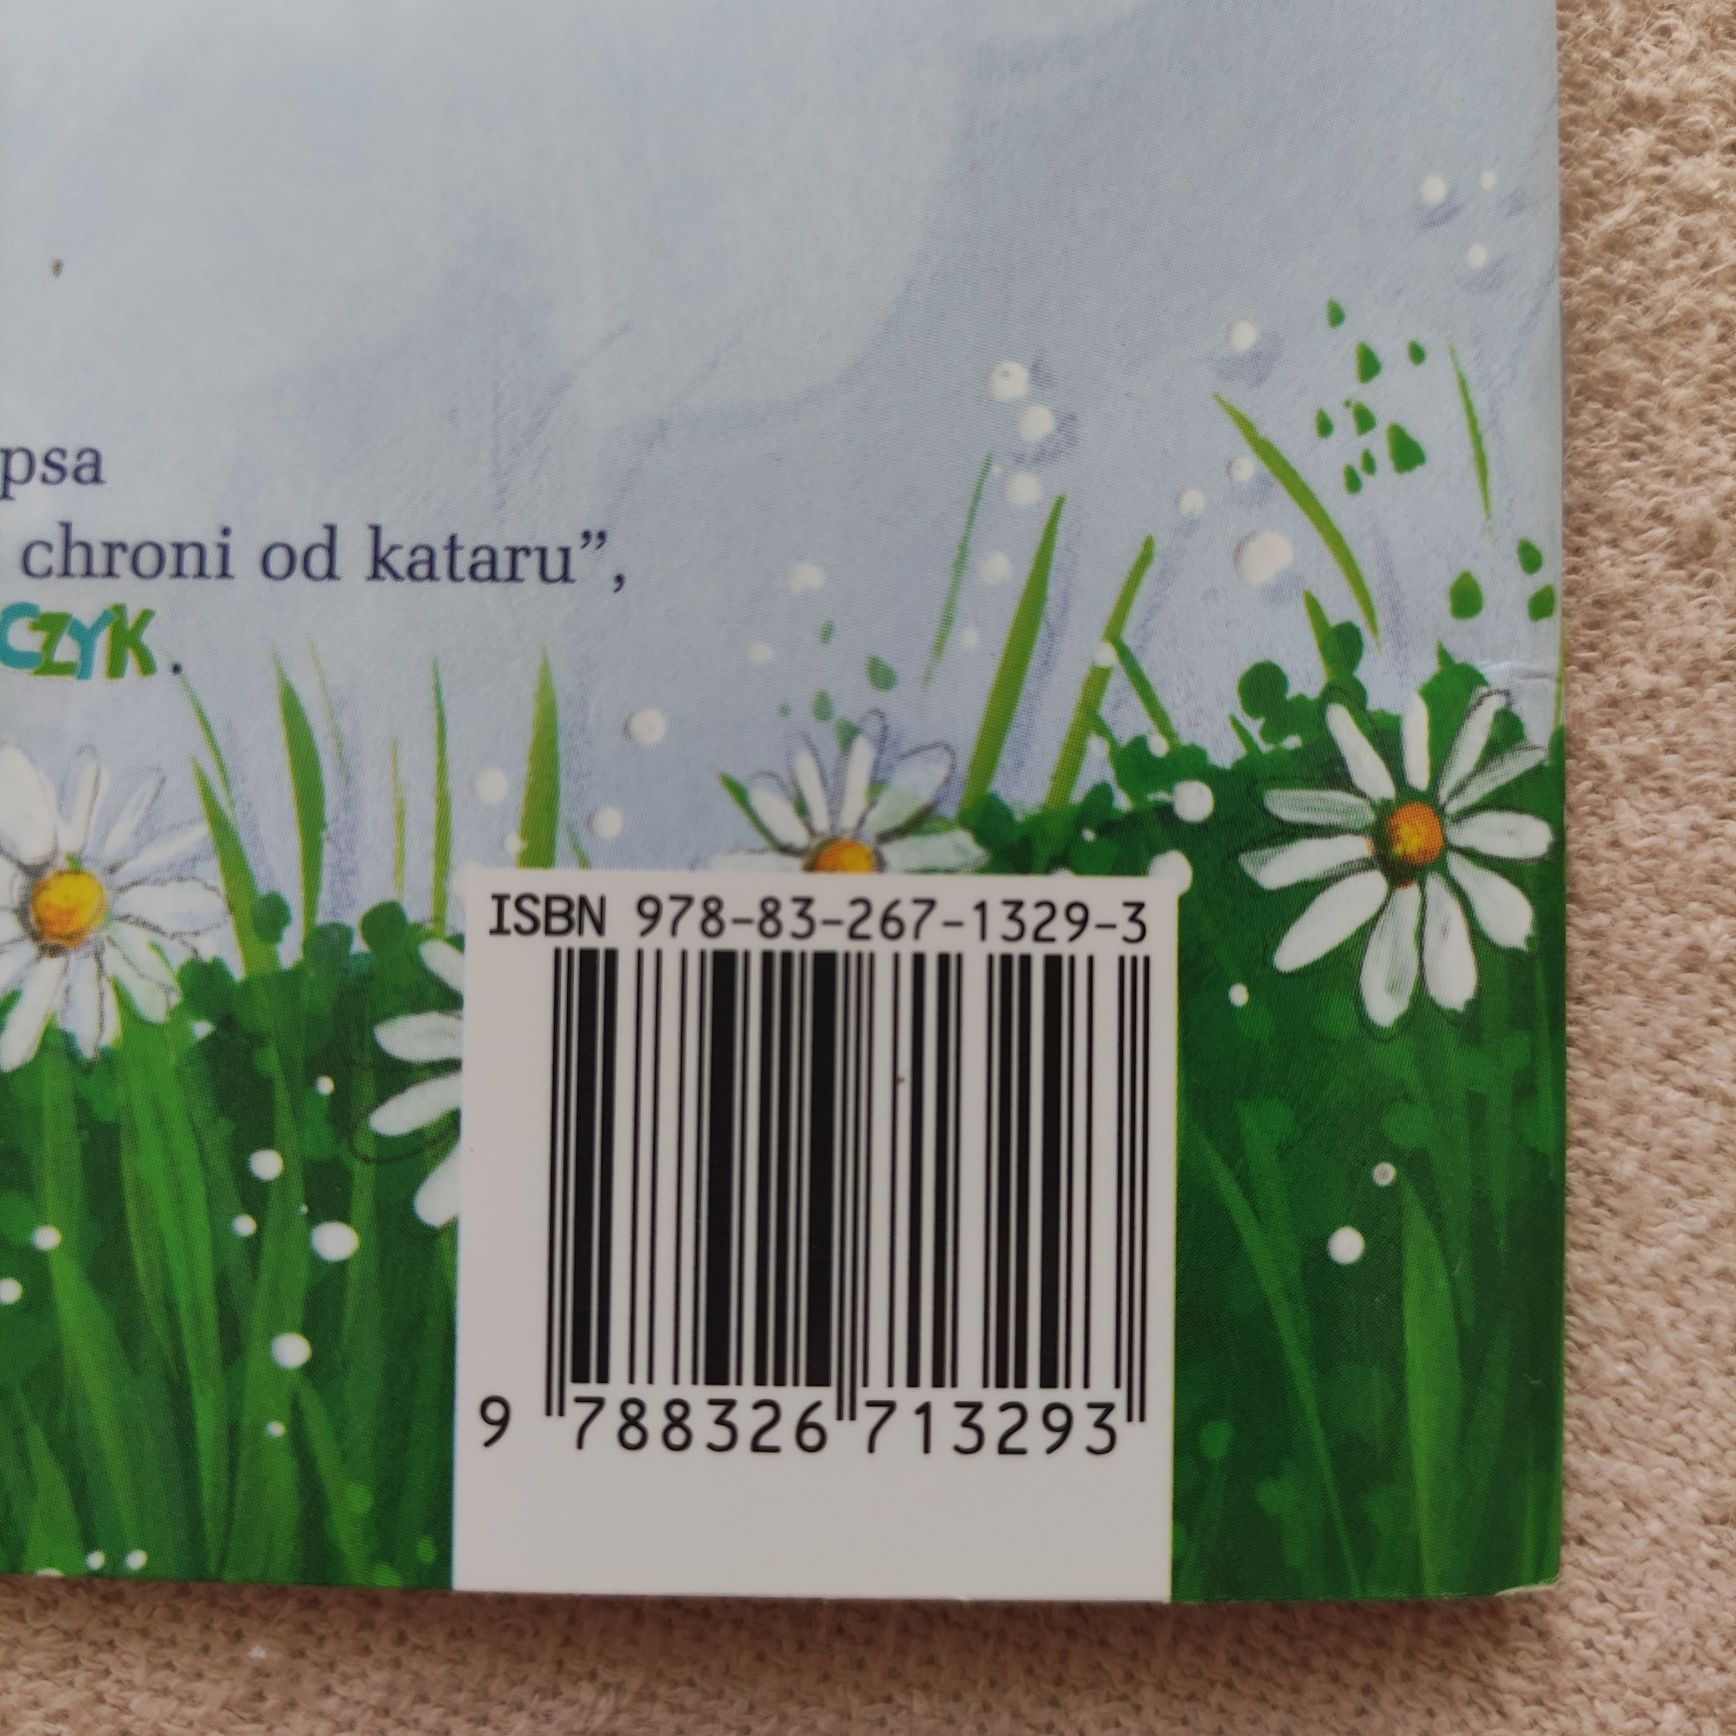 psa
chroni od kataru”,
CZYK.
ISBN 978-83-267-1329-3
9 788326 713293